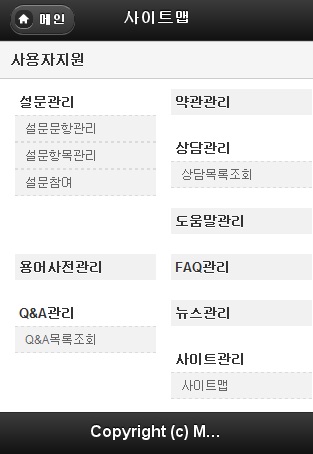 메인
사이트맵
사용자지원
설문관리
설문문항관리
설문항목관리
설문참여
약관관리
상담관리
상담목록조회
도움말관리
용어사전관리
FAQ관리
Q&A관리
Q&A목록조회
뉴스관리
사이트관리
사이트맵
Copyright (c) M...